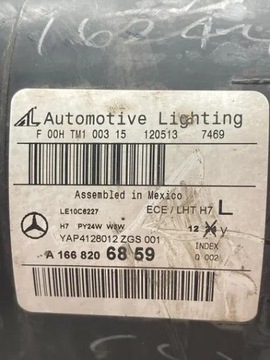 Automotive Lighting
F 00H TM1 003 15 120513 7469
Assembled in Mexico
LE10C6227 ECE / LHT H7 L
H7 PY24W W5W 12 V
YAP4128012 ZGS 001 INDEX
A 166 820 68 59 Q 002